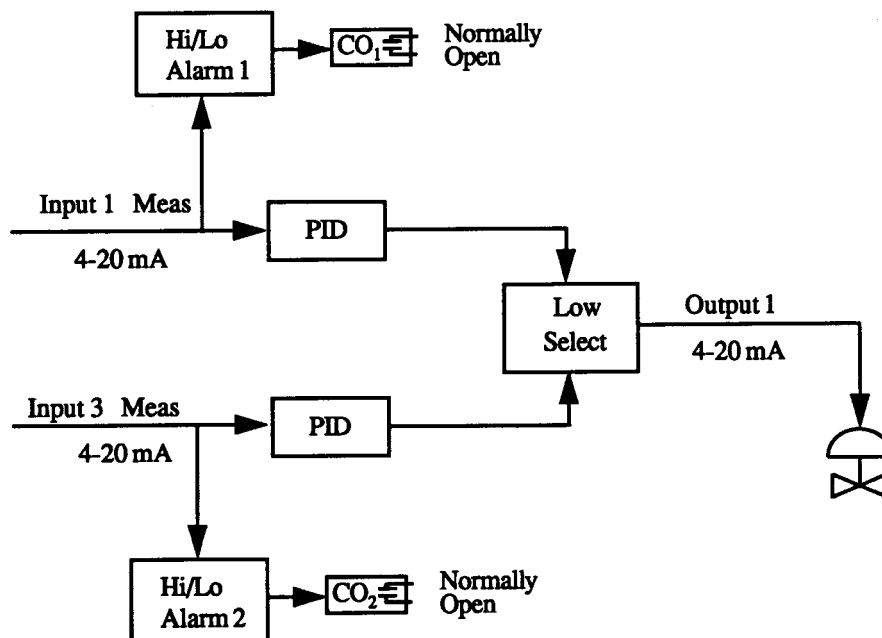 Hi/Lo
Alarm 1
CO1
Normally
Open
Input 1 Meas
4-20 mA
PID
Low
Select
Output 1
4-20 mA
Input 3 Meas
4-20 mA
PID
Hi/Lo
Alarm 2
CO2
Normally
Open